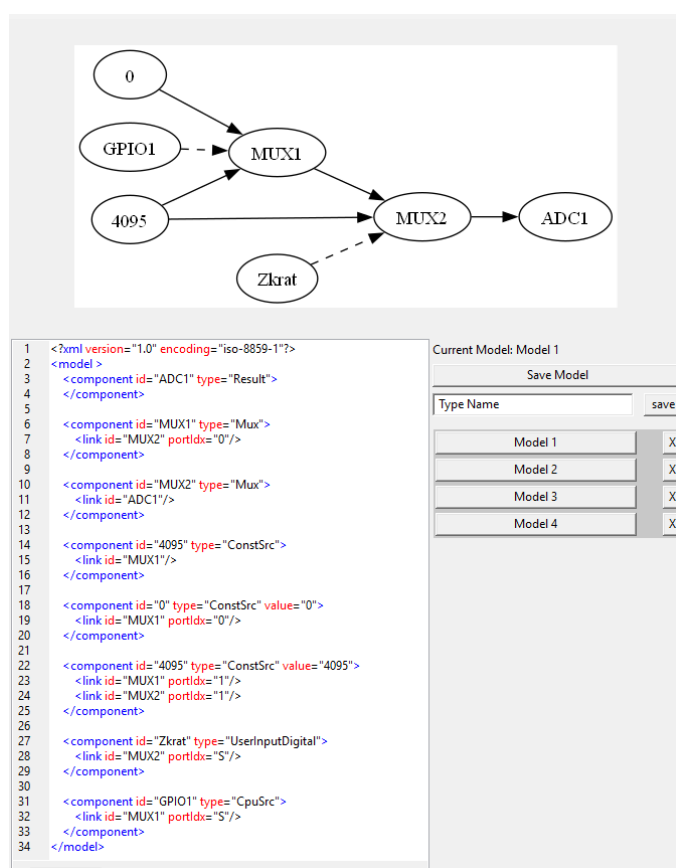 0
GPIO1
MUX1
4095
MUX2
ADC1
Zkrat
1 <?xml version="1.0" encoding="iso-8859-1"?>
2 <model >
3 <component id="ADC1" type="Result">
4 </component>
5
6 <component id="MUX1" type="Mux">
7 <link id="MUX2" portIdx="0"/>
8 </component>
9
10 <component id="MUX2" type="Mux">
11 <link id="ADC1"/>
12 </component>
13
14 <component id="4095" type="ConstSrc">
15 <link id="MUX1"/>
16 </component>
17
18 <component id="0" type="ConstSrc" value="0">
19 <link id="MUX1" portIdx="0"/>
20 </component>
21
22 <component id="4095" type="ConstSrc" value="4095">
23 <link id="MUX1" portIdx="1"/>
24 <link id="MUX2" portIdx="1"/>
25 </component>
26
27 <component id="Zkrat" type="UserInputDigital">
28 <link id="MUX2" portIdx="S"/>
29 </component>
30
31 <component id="GPIO1" type="CpuSrc">
32 <link id="MUX1" portIdx="S"/>
33 </component>
34 </model>
Current Model: Model 1
Save Model
Type Name save
Model 1 X
Model 2 X
Model 3 X
Model 4 X